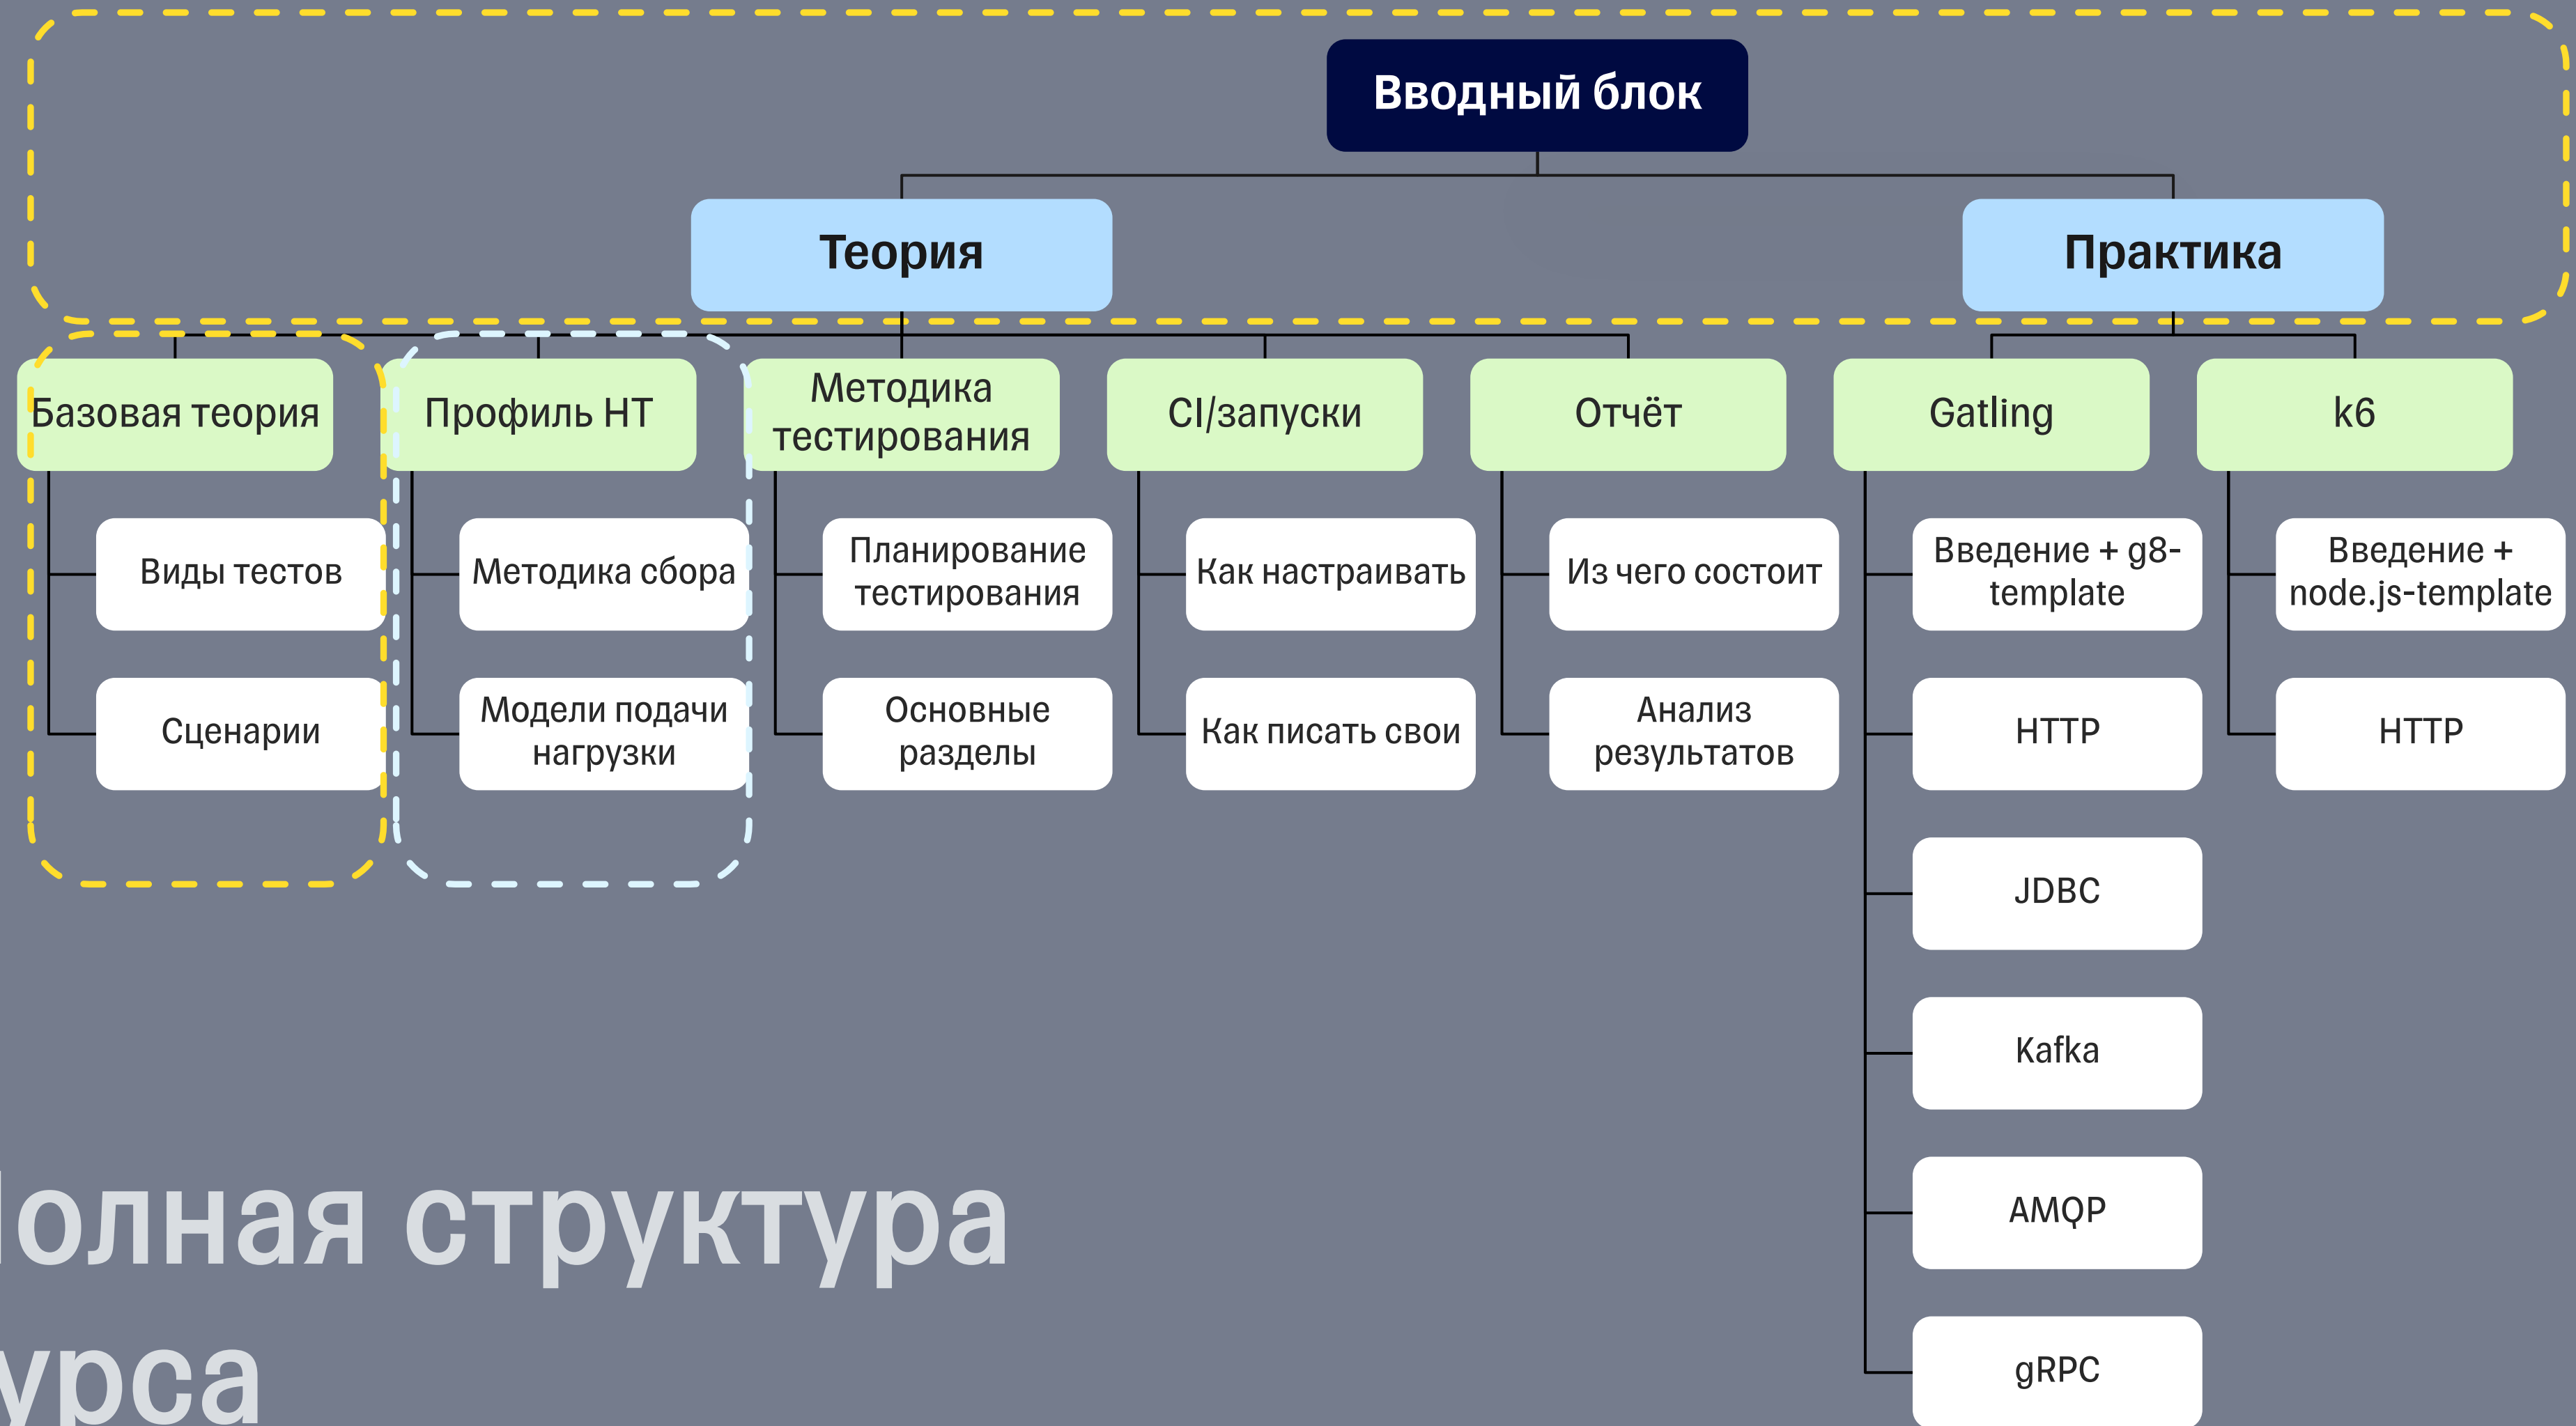 Вводный блок
Теория
Практика
Базовая теория
Профиль НТ
Методика
тестирования
CI/запуски
Отчёт
Gatling
k6
Виды тестов
Методика сбора
Планирование
тестирования
Как настраивать
Из чего состоит
Введение + g8-
template
Введение +
node.js-template
Сценарии
Модели подачи
нагрузки
Основные
разделы
Как писать свои
Анализ
результатов
HTTP
HTTP
JDBC
Kafka
AMQP
gRPC
олная структура
урса